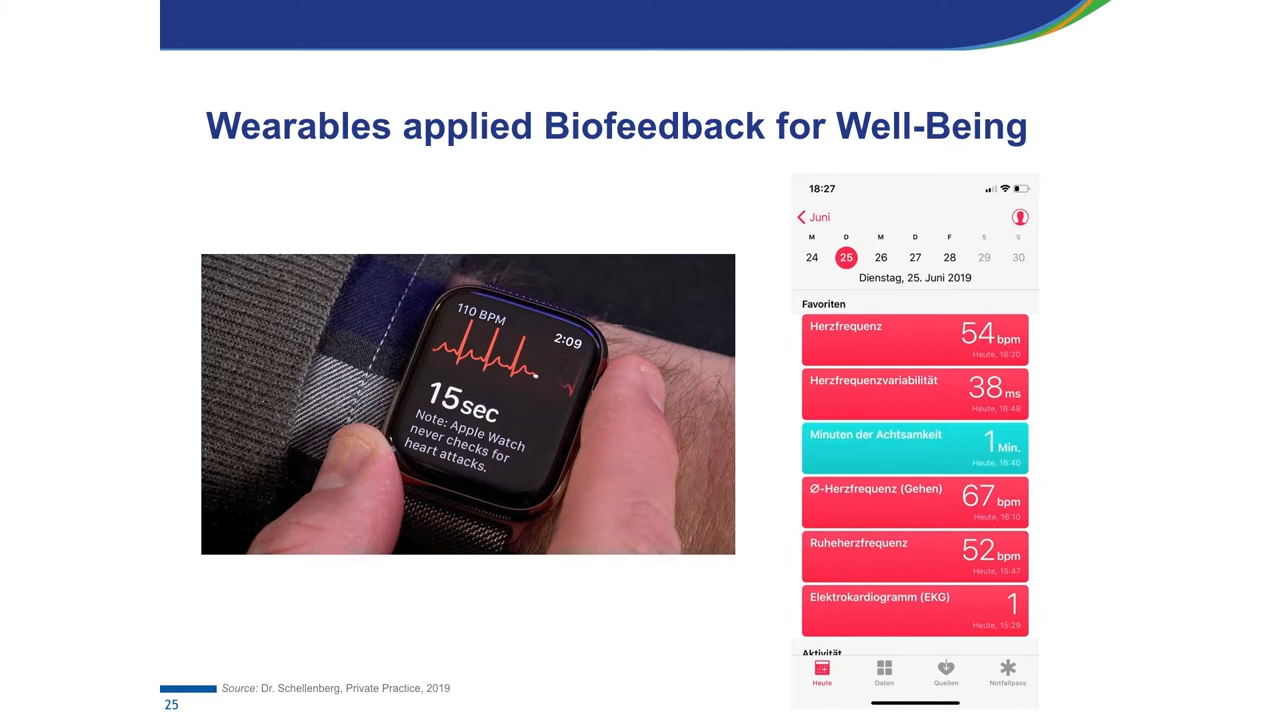 Wearables applied Biofeedback for Well-Being
110 BPM
2:09
15sec
Note: Apple Watch
never checks for
heart attacks.
18:27
Juni
M D M D F S S
24 25 26 27 28 29 30
Dienstag, 25. Juni 2019
Favoriten
Herzfrequenz
54 bpm
Heute, 18:20
Herzfrequenzvariabilität
38 ms
Heute, 16:49
Minuten der Achtsamkeit
1 Min.
Heute, 16:40
Ø-Herzfrequenz (Gehen)
67 bpm
Heute, 16:10
Ruheherzfrequenz
52 bpm
Heute, 15:47
Elektrokardiogramm (EKG)
1
Heute, 15:29
Aktivität
Heute Daten Quellen Notfallpass
Source: Dr. Schellenberg, Private Practice, 2019
25